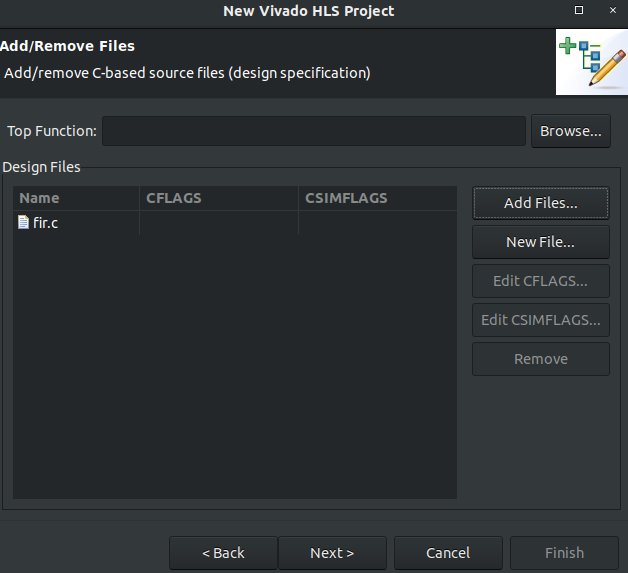 New Vivado HLS Project
Add/Remove Files
Add/remove C-based source files (design specification)
Top Function:
Browse...
Design Files
Name CFLAGS CSIMFLAGS
fir.c
Add Files...
New File...
Edit CFLAGS...
Edit CSIMFLAGS...
Remove
< Back Next > Cancel Finish